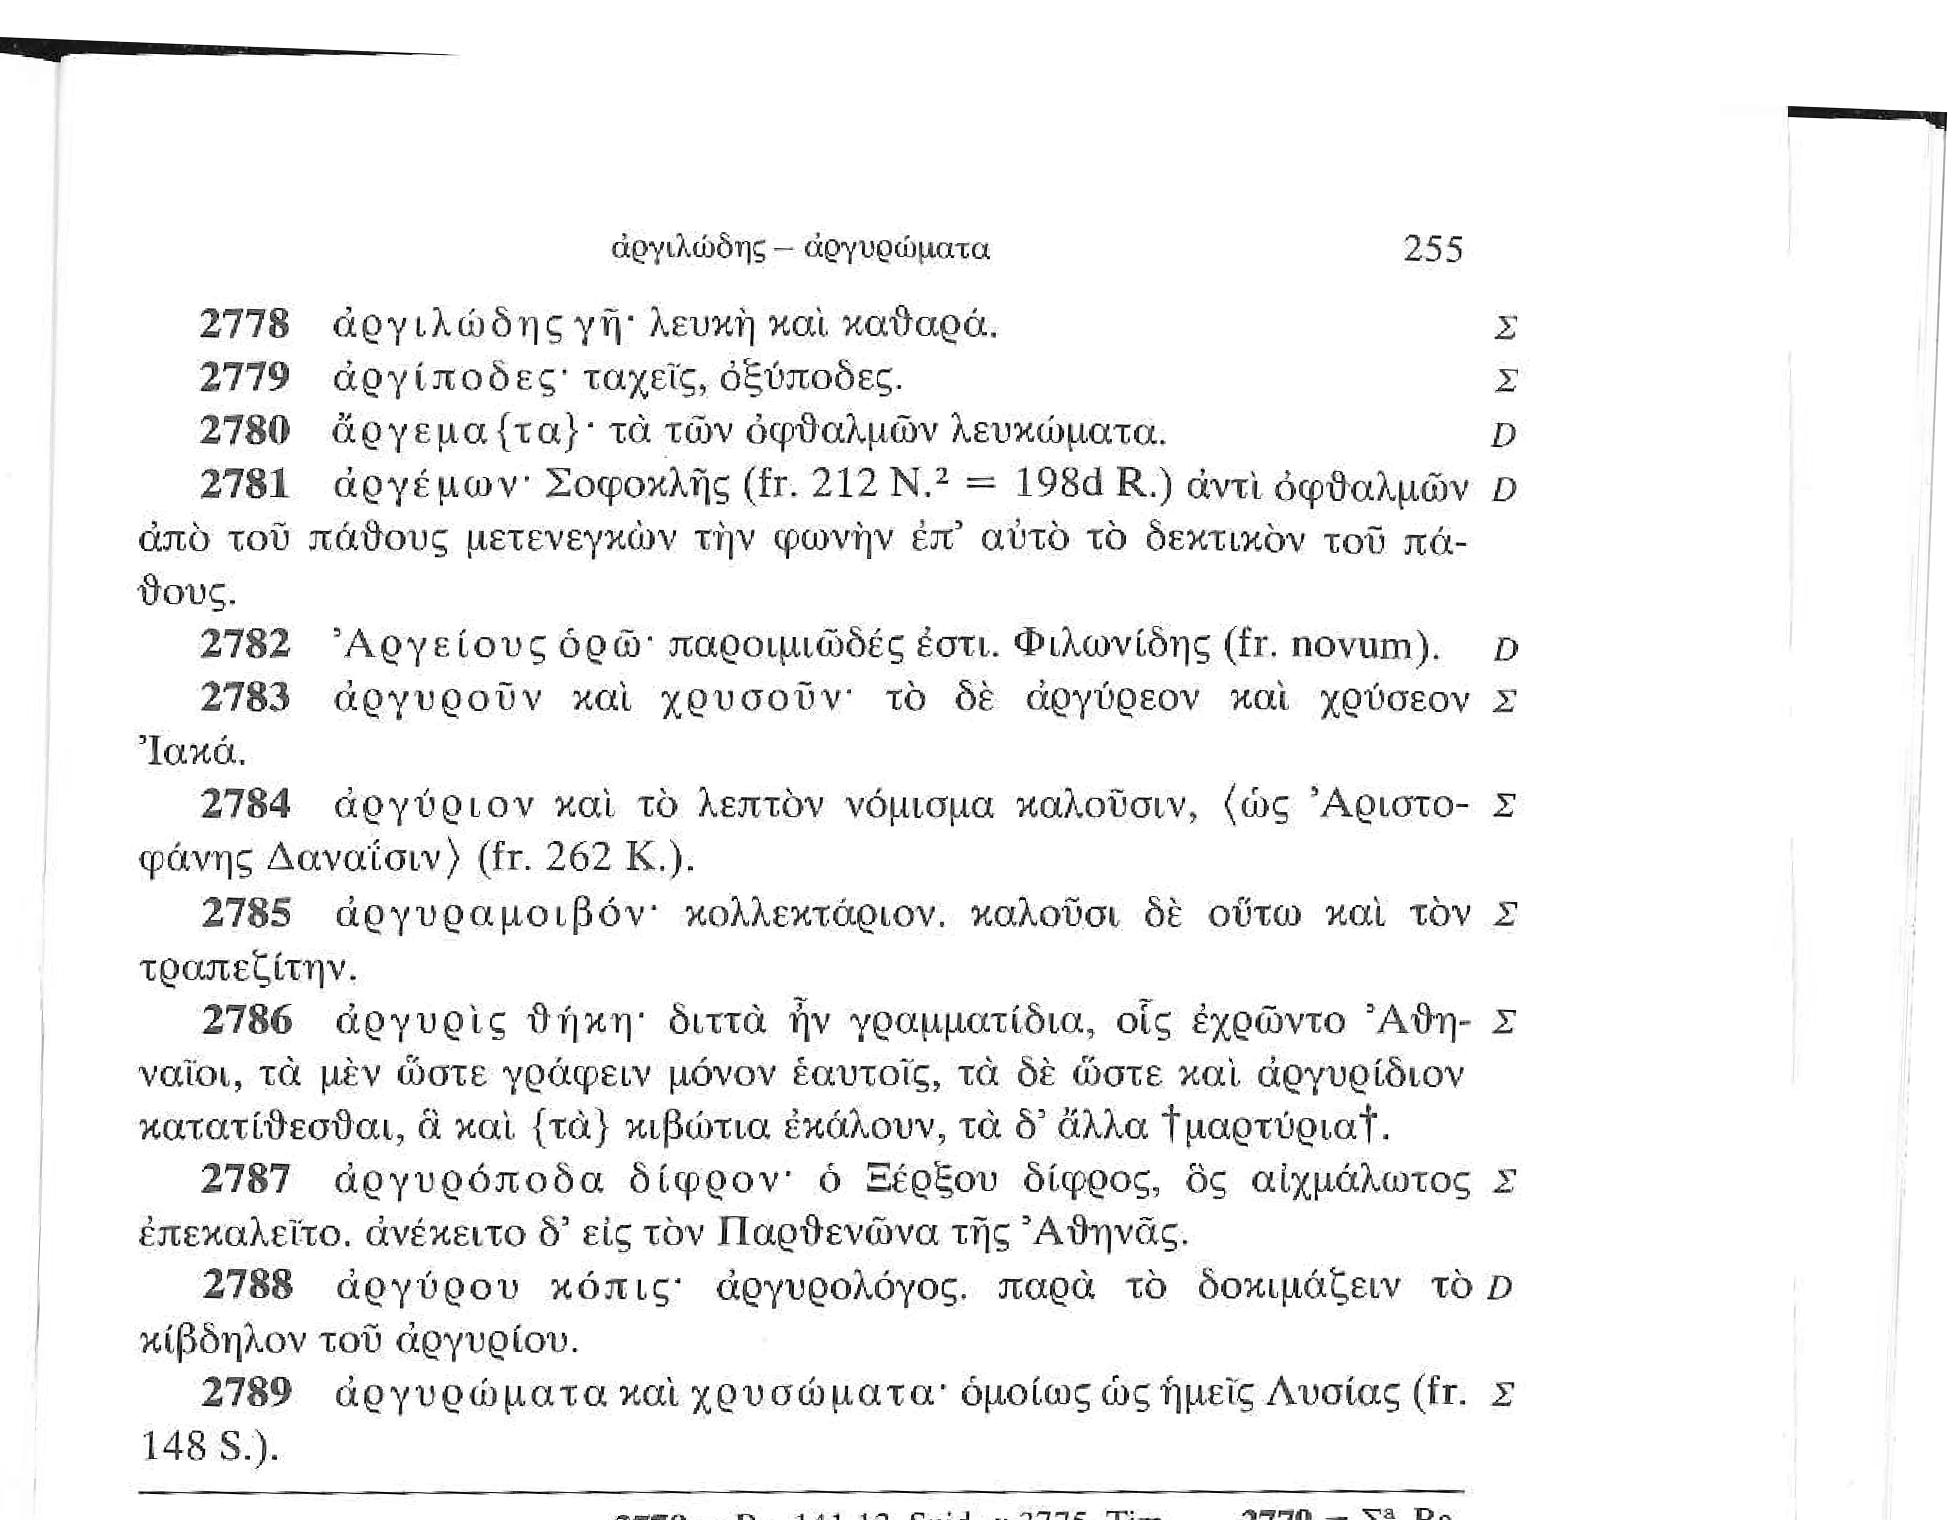 ἀργιλώδης – ἀργυρώματα 255
2778 ἀργιλώδης γῆ· λευκὴ καὶ καθαρά. Σ
2779 ἀργίποδες· ταχεῖς, ὀξύποδες. Σ
2780 ἄργεμα{τα}· τὰ τῶν ὀφθαλμῶν λευκώματα. D
2781 ἀργέμων· Σοφοκλῆς (fr. 212 N.² = 198d R.) ἀντὶ ὀφθαλμῶν D
ἀπὸ τοῦ πάθους μετενεγκὼν τὴν φωνὴν ἐπ’ αὐτὸ τὸ δεκτικὸν τοῦ πά-
θους.
2782 Ἀργείους ὁρῶ· παροιμιῶδές ἐστι. Φιλωνίδης (fr. novum). D
2783 ἀργυροῦν καὶ χρυσοῦν· τὸ δὲ ἀργύρεον καὶ χρύσεον Σ
Ἰακά.
2784 ἀργύριον καὶ τὸ λεπτὸν νόμισμα καλοῦσιν, ⟨ὡς Ἀριστο- Σ
φάνης Δαναΐσιν⟩ (fr. 262 K.).
2785 ἀργυραμοιβόν· κολλεκτάριον. καλοῦσι δὲ οὕτω καὶ τὸν Σ
τραπεζίτην.
2786 ἀργυρὶς θήκη· διττὰ ἦν γραμματίδια, οἷς ἐχρῶντο Ἀθη- Σ
ναῖοι, τὰ μὲν ὥστε γράφειν μόνον ἑαυτοῖς, τὰ δὲ ὥστε καὶ ἀργυρίδιον
κατατίθεσθαι, ἃ καὶ {τὰ} κιβώτια ἐκάλουν, τὰ δ’ ἄλλα †μαρτύρια†.
2787 ἀργυρόποδα δίφρον· ὁ Ξέρξου δίφρος, ὃς αἰχμάλωτος Σ
ἐπεκαλεῖτο. ἀνέκειτο δ’ εἰς τὸν Παρθενῶνα τῆς Ἀθηνᾶς.
2788 ἀργύρου κόπις· ἀργυρολόγος. παρὰ τὸ δοκιμάζειν τὸ D
κίβδηλον τοῦ ἀργυρίου.
2789 ἀργυρώματα καὶ χρυσώματα· ὁμοίως ὡς ἡμεῖς Λυσίας (fr. Σ
148 S.).